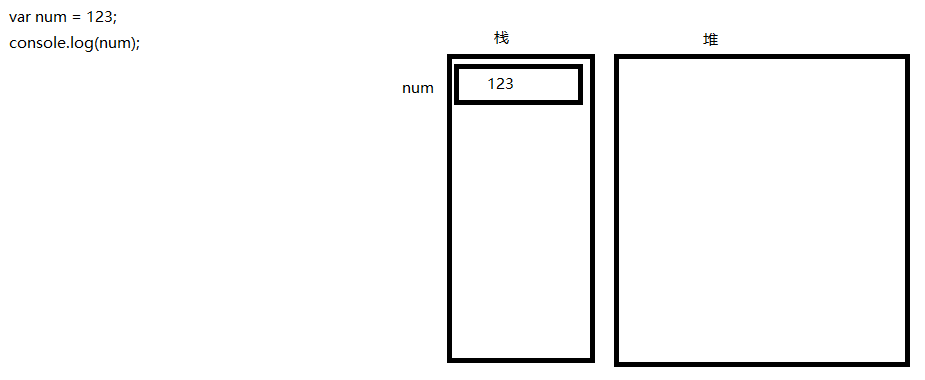 var num = 123;
console.log(num);
栈
堆
num
123